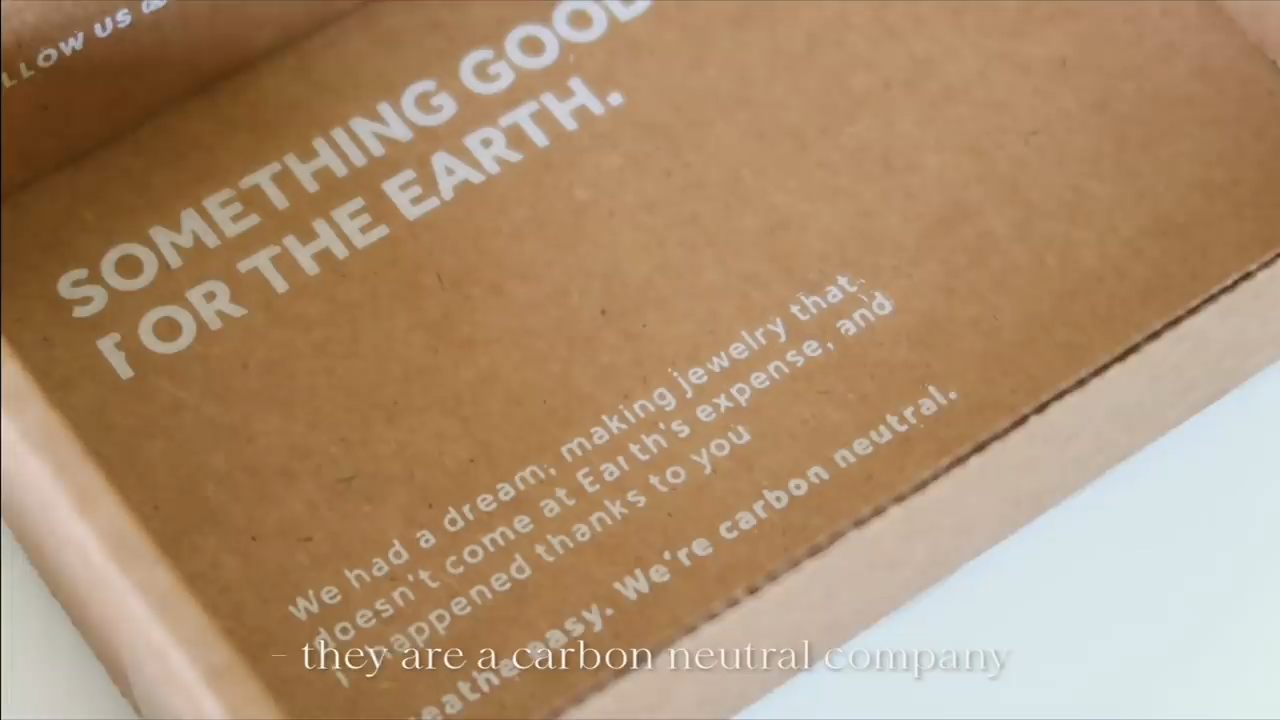 US
SOMETHING GOOD
FOR THE EARTH.
We had a dream; making jewelry that
doesn't come at Earth's expense, and
happened thanks to you
easy. We're carbon neutral.
- they are a carbon neutral company